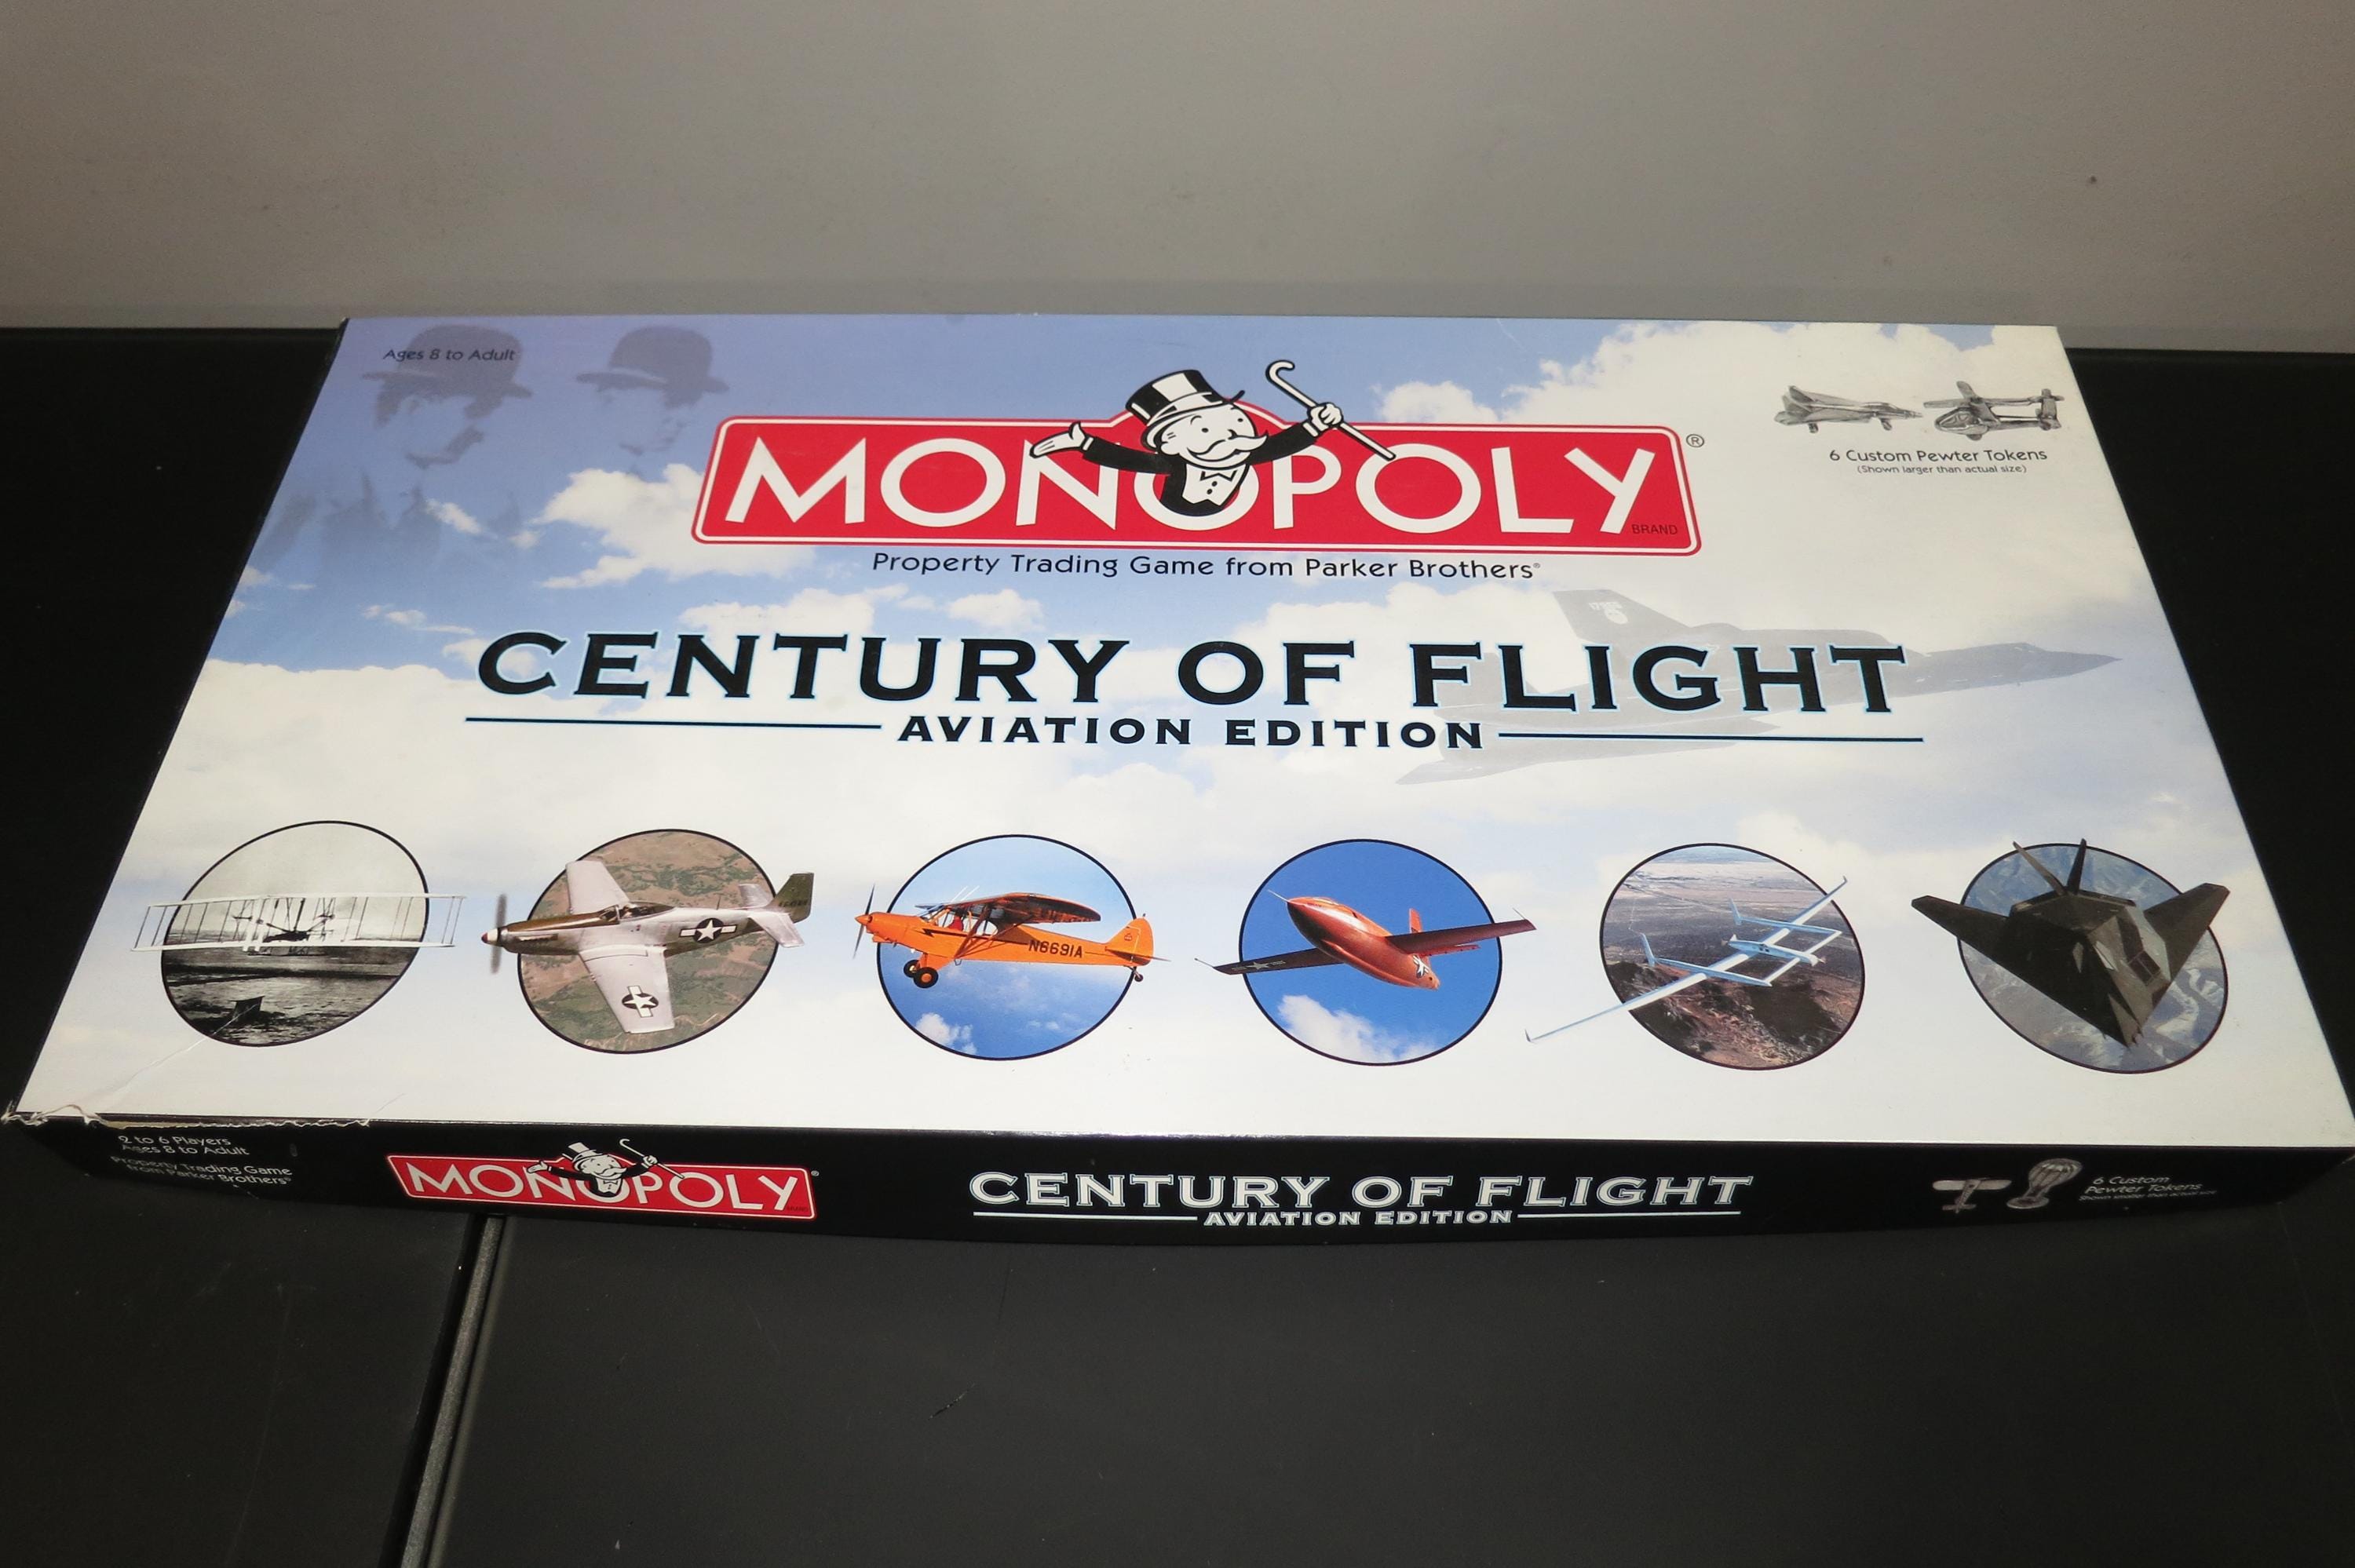 Ages 8 to Adult
MONOPOLY®
BRAND
6 Custom Pewter Tokens
(Shown larger than actual size)
Property Trading Game from Parker Brothers®
CENTURY OF FLIGHT
AVIATION EDITION
N6691A
2 to 6 Players
Ages 8 to Adult
Property Trading Game
from Parker Brothers®
MONOPOLY®
CENTURY OF FLIGHT
AVIATION EDITION
6 Custom
Pewter Tokens